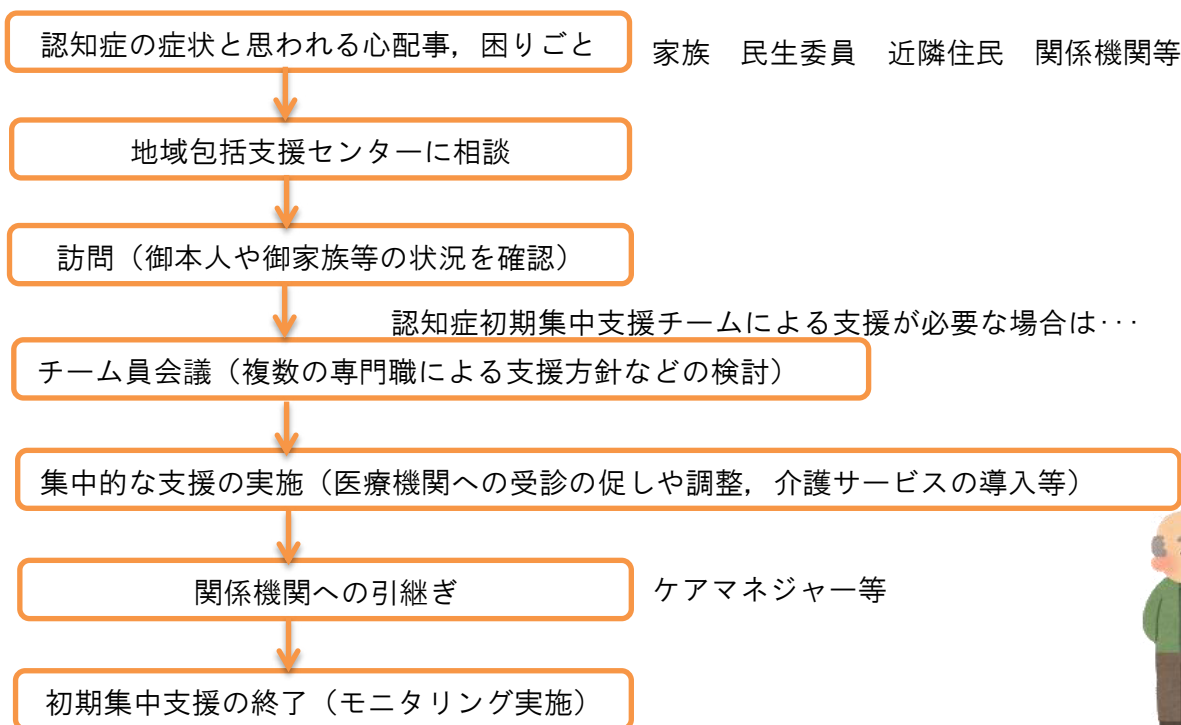 認知症の症状と思われる心配事，困りごと
家族　民生委員　近隣住民　関係機関等
地域包括支援センターに相談
訪問（御本人や御家族等の状況を確認）
認知症初期集中支援チームによる支援が必要な場合は･･･
チーム員会議（複数の専門職による支援方針などの検討）
集中的な支援の実施（医療機関への受診の促しや調整，介護サービスの導入等）
関係機関への引継ぎ
ケアマネジャー等
初期集中支援の終了（モニタリング実施）